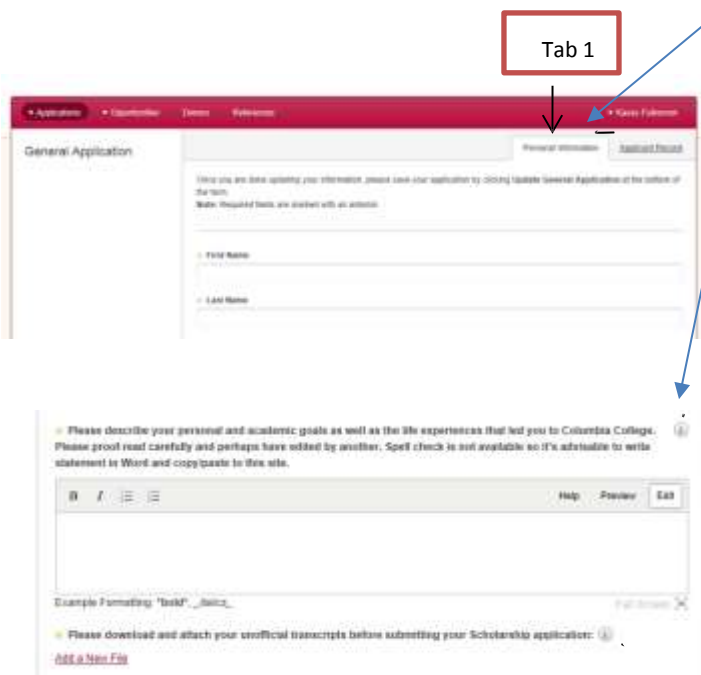 Tab 1
Applications Opportunities Donors References
General Application
Personal Information Applicant Record
Once you are done updating your information, please save your application by clicking Update General Application at the bottom of
the form.
Note: Required fields are marked with an asterisk.
First Name
Last Name
Please describe your personal and academic goals as well as the life experiences that led you to Columbia College.
Please proof read carefully and perhaps have edited by another. Spell check is not available so it's advisable to write
statement in Word and copy/paste to this site.
B I Help Preview Edit
Example Formatting: *bold*, _italics_
Full Screen
Please download and attach your unofficial transcripts before submitting your Scholarship application:
Add a New File